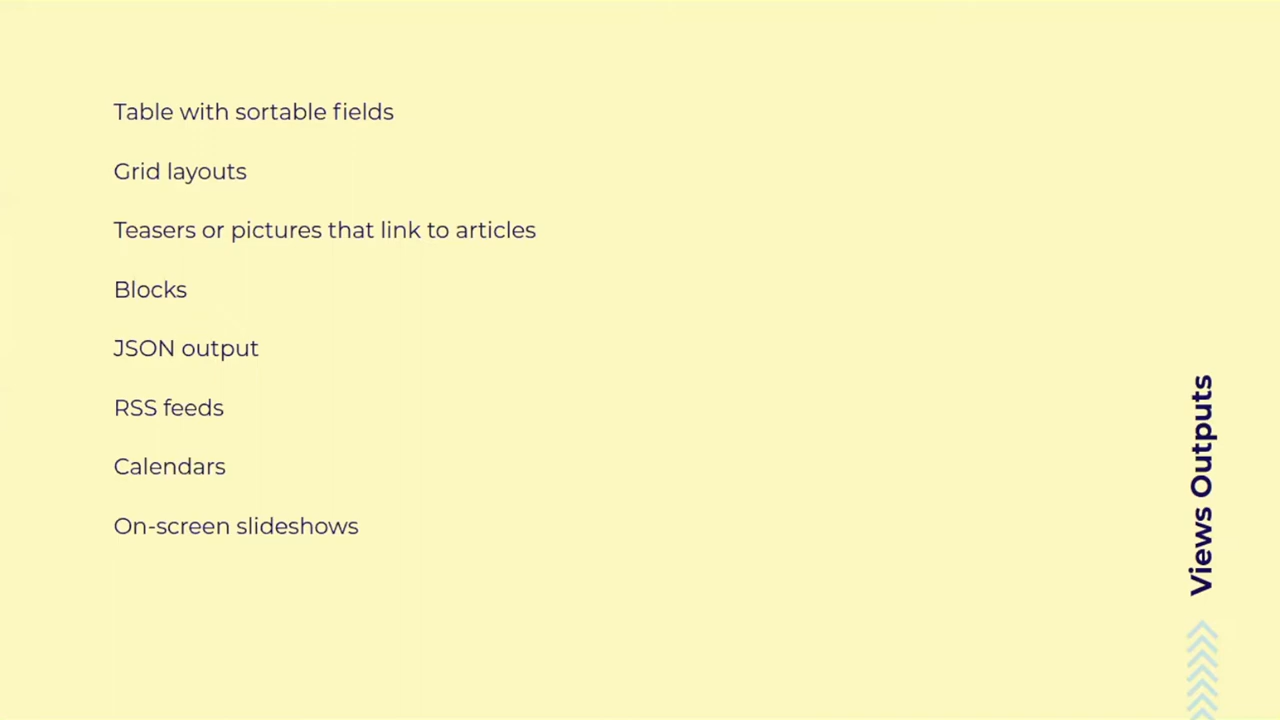 Table with sortable fields
Grid layouts
Teasers or pictures that link to articles
Blocks
JSON output
RSS feeds
Calendars
On-screen slideshows
Views Outputs